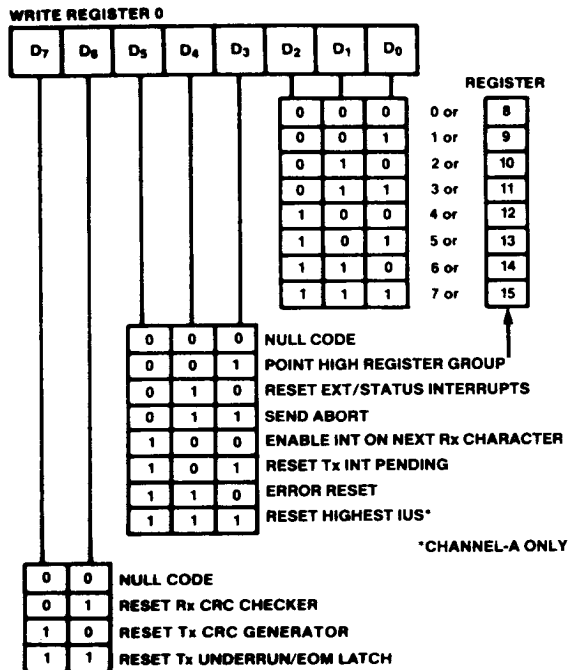 WRITE REGISTER 0
D7 D6 D5 D4 D3 D2 D1 D0
REGISTER
0 0 0 0 or 8
0 0 1 1 or 9
0 1 0 2 or 10
0 1 1 3 or 11
1 0 0 4 or 12
1 0 1 5 or 13
1 1 0 6 or 14
1 1 1 7 or 15
0 0 0 NULL CODE
0 0 1 POINT HIGH REGISTER GROUP
0 1 0 RESET EXT/STATUS INTERRUPTS
0 1 1 SEND ABORT
1 0 0 ENABLE INT ON NEXT Rx CHARACTER
1 0 1 RESET Tx INT PENDING
1 1 0 ERROR RESET
1 1 1 RESET HIGHEST IUS*
*CHANNEL-A ONLY
0 0 NULL CODE
0 1 RESET Rx CRC CHECKER
1 0 RESET Tx CRC GENERATOR
1 1 RESET Tx UNDERRUN/EOM LATCH